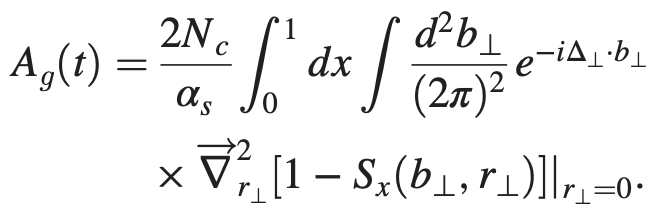 $A_g(t) = \frac{2N_c}{\alpha_s} \int_0^1 dx \int \frac{d^2 b_\perp}{(2\pi)^2} e^{-i\Delta_\perp \cdot b_\perp}$
$\times \overrightarrow{\nabla}^2_{r_\perp} [1 - S_x(b_\perp, r_\perp)]|_{r_\perp = 0}.$